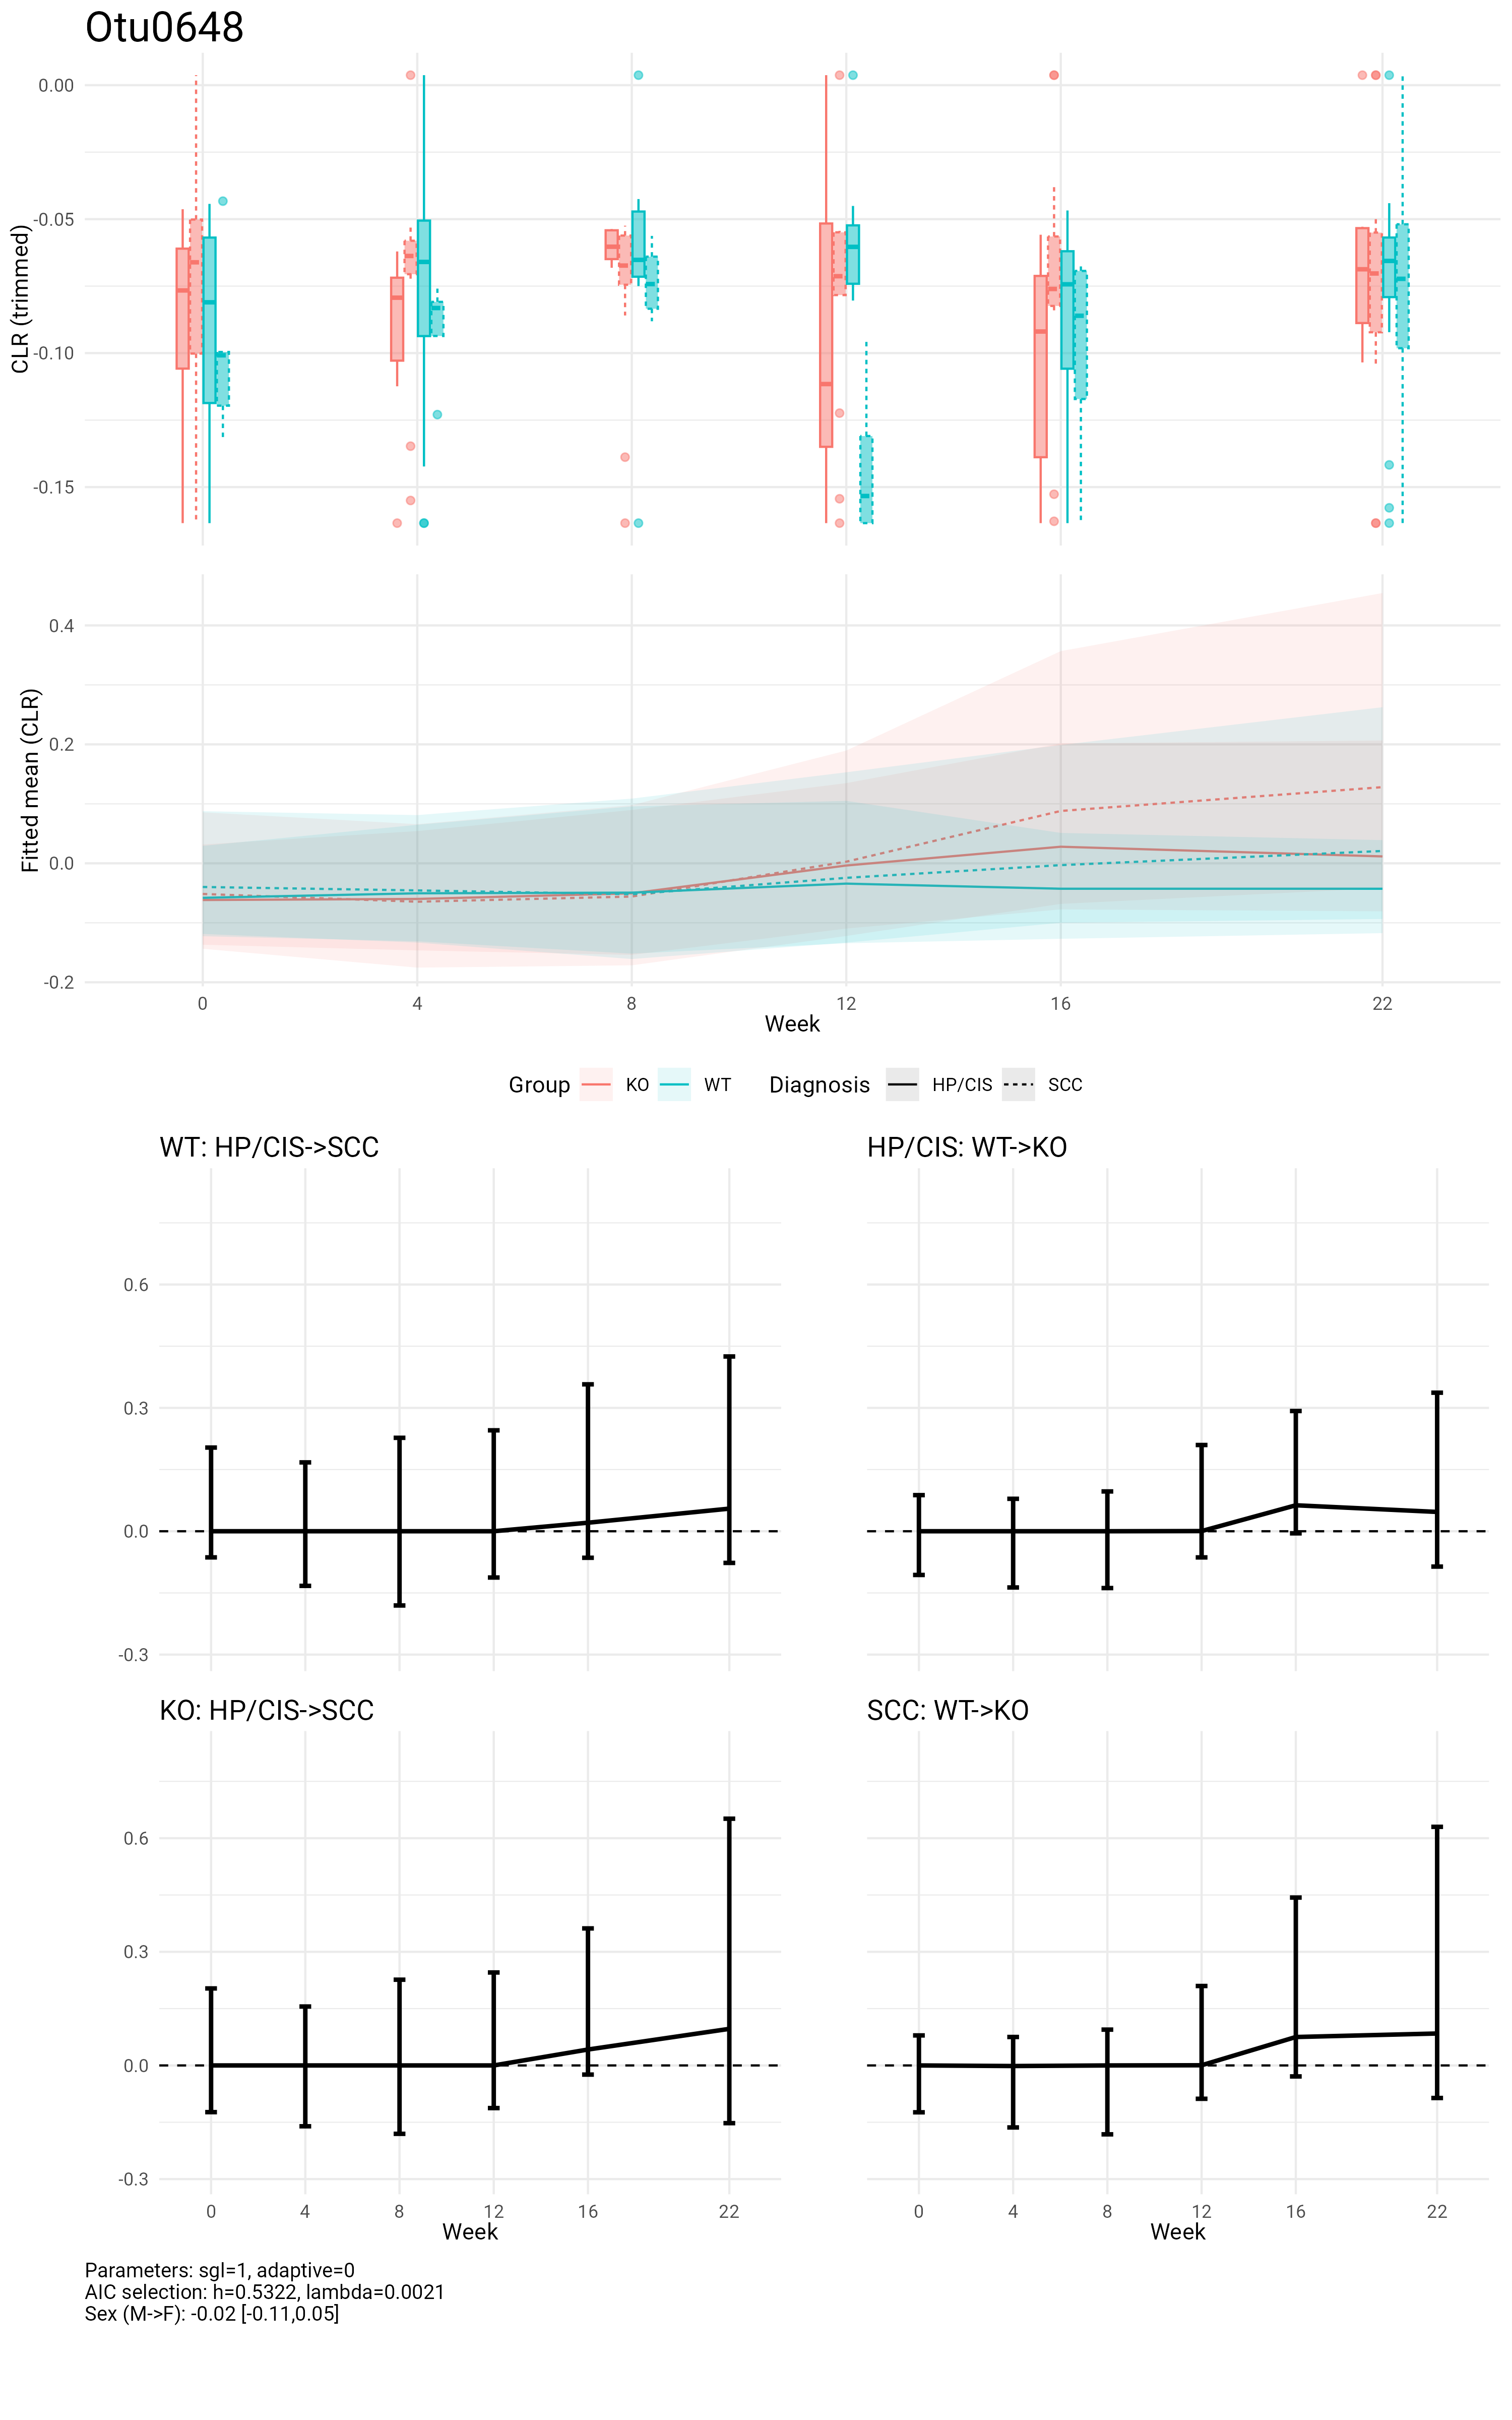 Otu0648
CLR (trimmed)
0.00
-0.05
-0.10
-0.15
Fitted mean (CLR)
0.4
0.2
0.0
-0.2
0 4 8 12 16 22
Week
Group KO WT Diagnosis HP/CIS SCC
WT: HP/CIS->SCC
0.6
0.3
0.0
-0.3
HP/CIS: WT->KO
KO: HP/CIS->SCC
0.6
0.3
0.0
-0.3
0 4 8 12 16 22
Week
SCC: WT->KO
0 4 8 12 16 22
Week
Parameters: sgl=1, adaptive=0
AIC selection: h=0.5322, lambda=0.0021
Sex (M->F): -0.02 [-0.11,0.05]